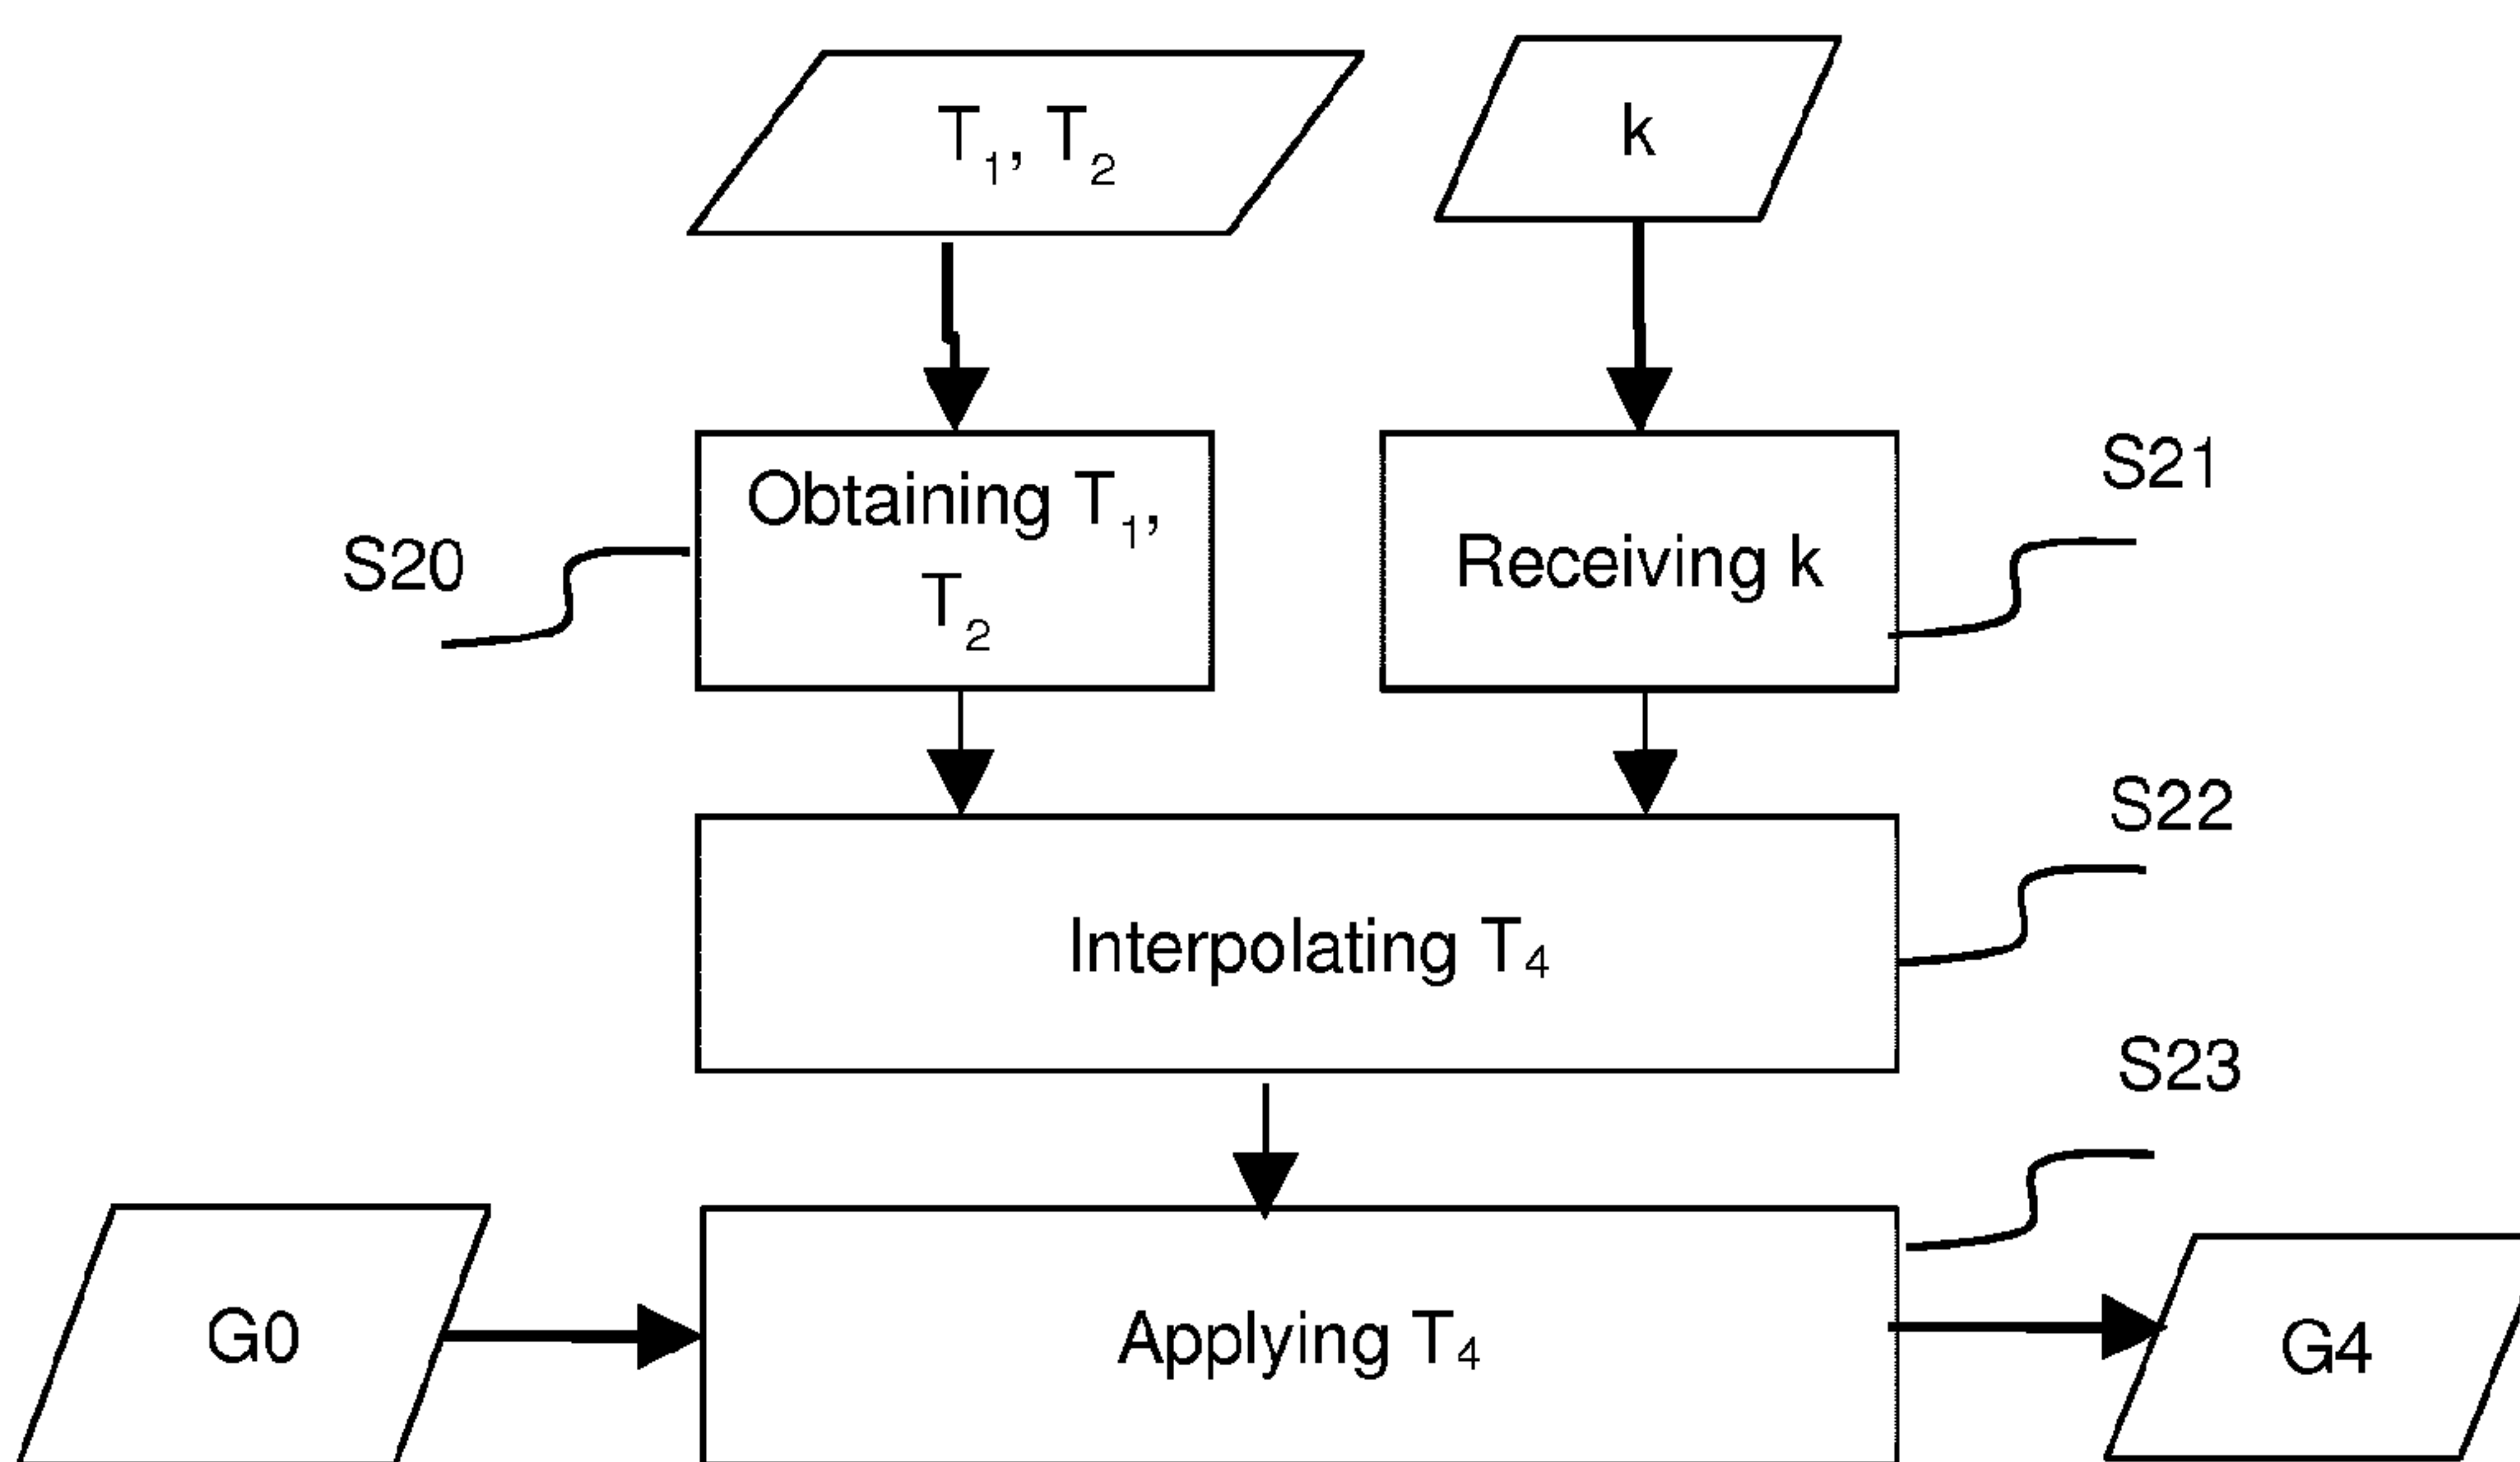 T₁, T₂
k
Obtaining T₁,
T₂
Receiving k
S20
S21
Interpolating T₄
S22
Applying T₄
S23
G0
G4